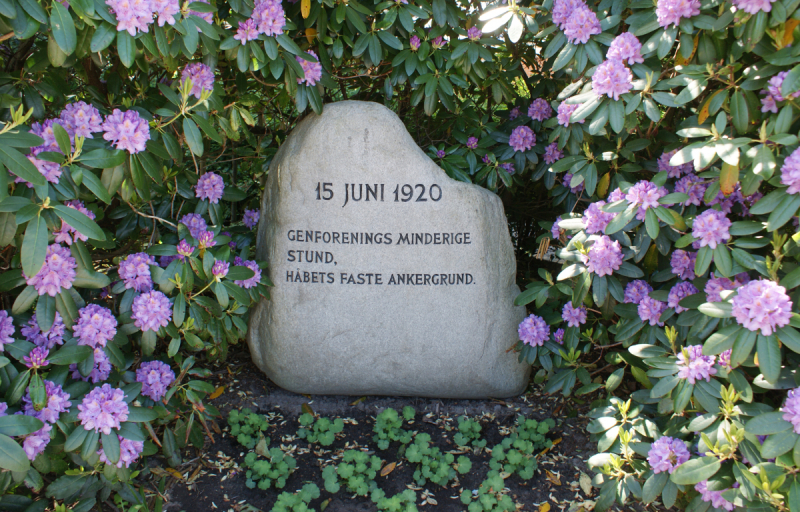 15 JUNI 1920
GENFORENINGS MINDERIGE
STUND,
HÅBETS FASTE ANKERGRUND.